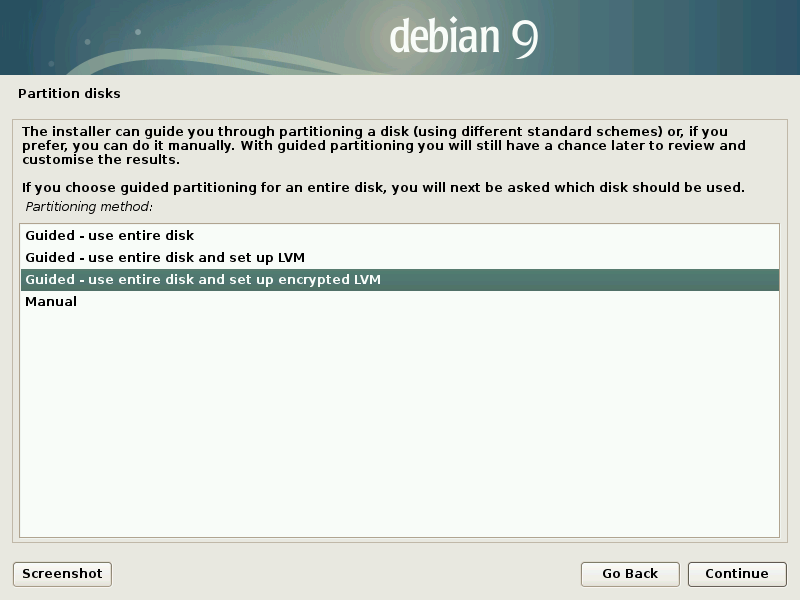 debian 9
Partition disks
The installer can guide you through partitioning a disk (using different standard schemes) or, if you
prefer, you can do it manually. With guided partitioning you will still have a chance later to review and
customise the results.
If you choose guided partitioning for an entire disk, you will next be asked which disk should be used.
Partitioning method:
Guided - use entire disk
Guided - use entire disk and set up LVM
Guided - use entire disk and set up encrypted LVM
Manual
Screenshot Go Back Continue